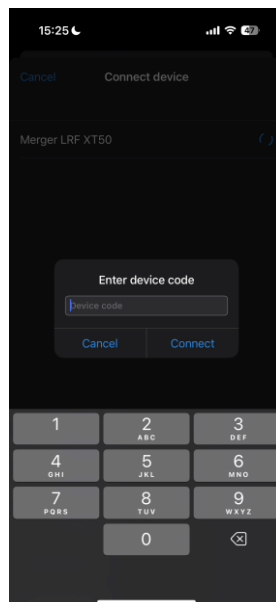 15:25
47
Cancel Connect device
Merger LRF XT50
Enter device code
Device code
Cancel Connect
1 2 3
ABC DEF
4 5 6
GHI JKL MNO
7 8 9
PQRS TUV WXYZ
0